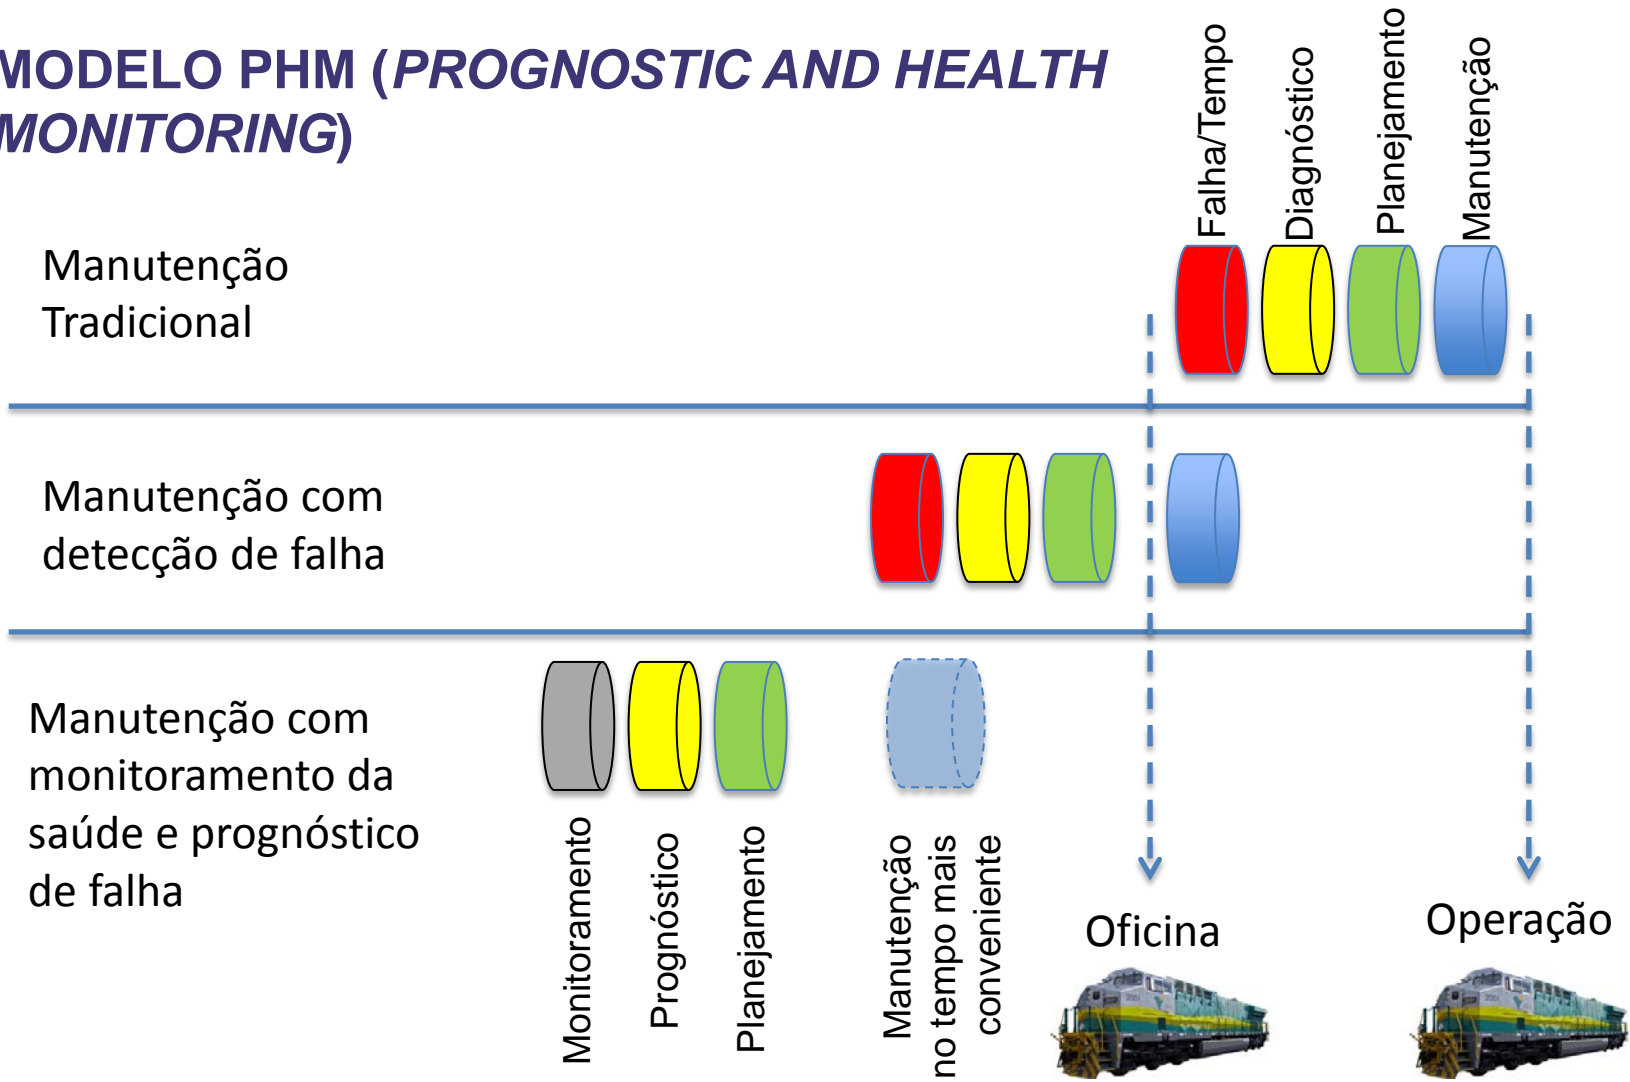 MODELO PHM (PROGNOSTIC AND HEALTH
MONITORING)
Falha/Tempo
Diagnóstico
Planejamento
Manutenção
Manutenção
Tradicional
Manutenção com
detecção de falha
Manutenção com
monitoramento da
saúde e prognóstico
de falha
Monitoramento
Prognóstico
Planejamento
Manutenção
no tempo mais
conveniente
Oficina
Operação